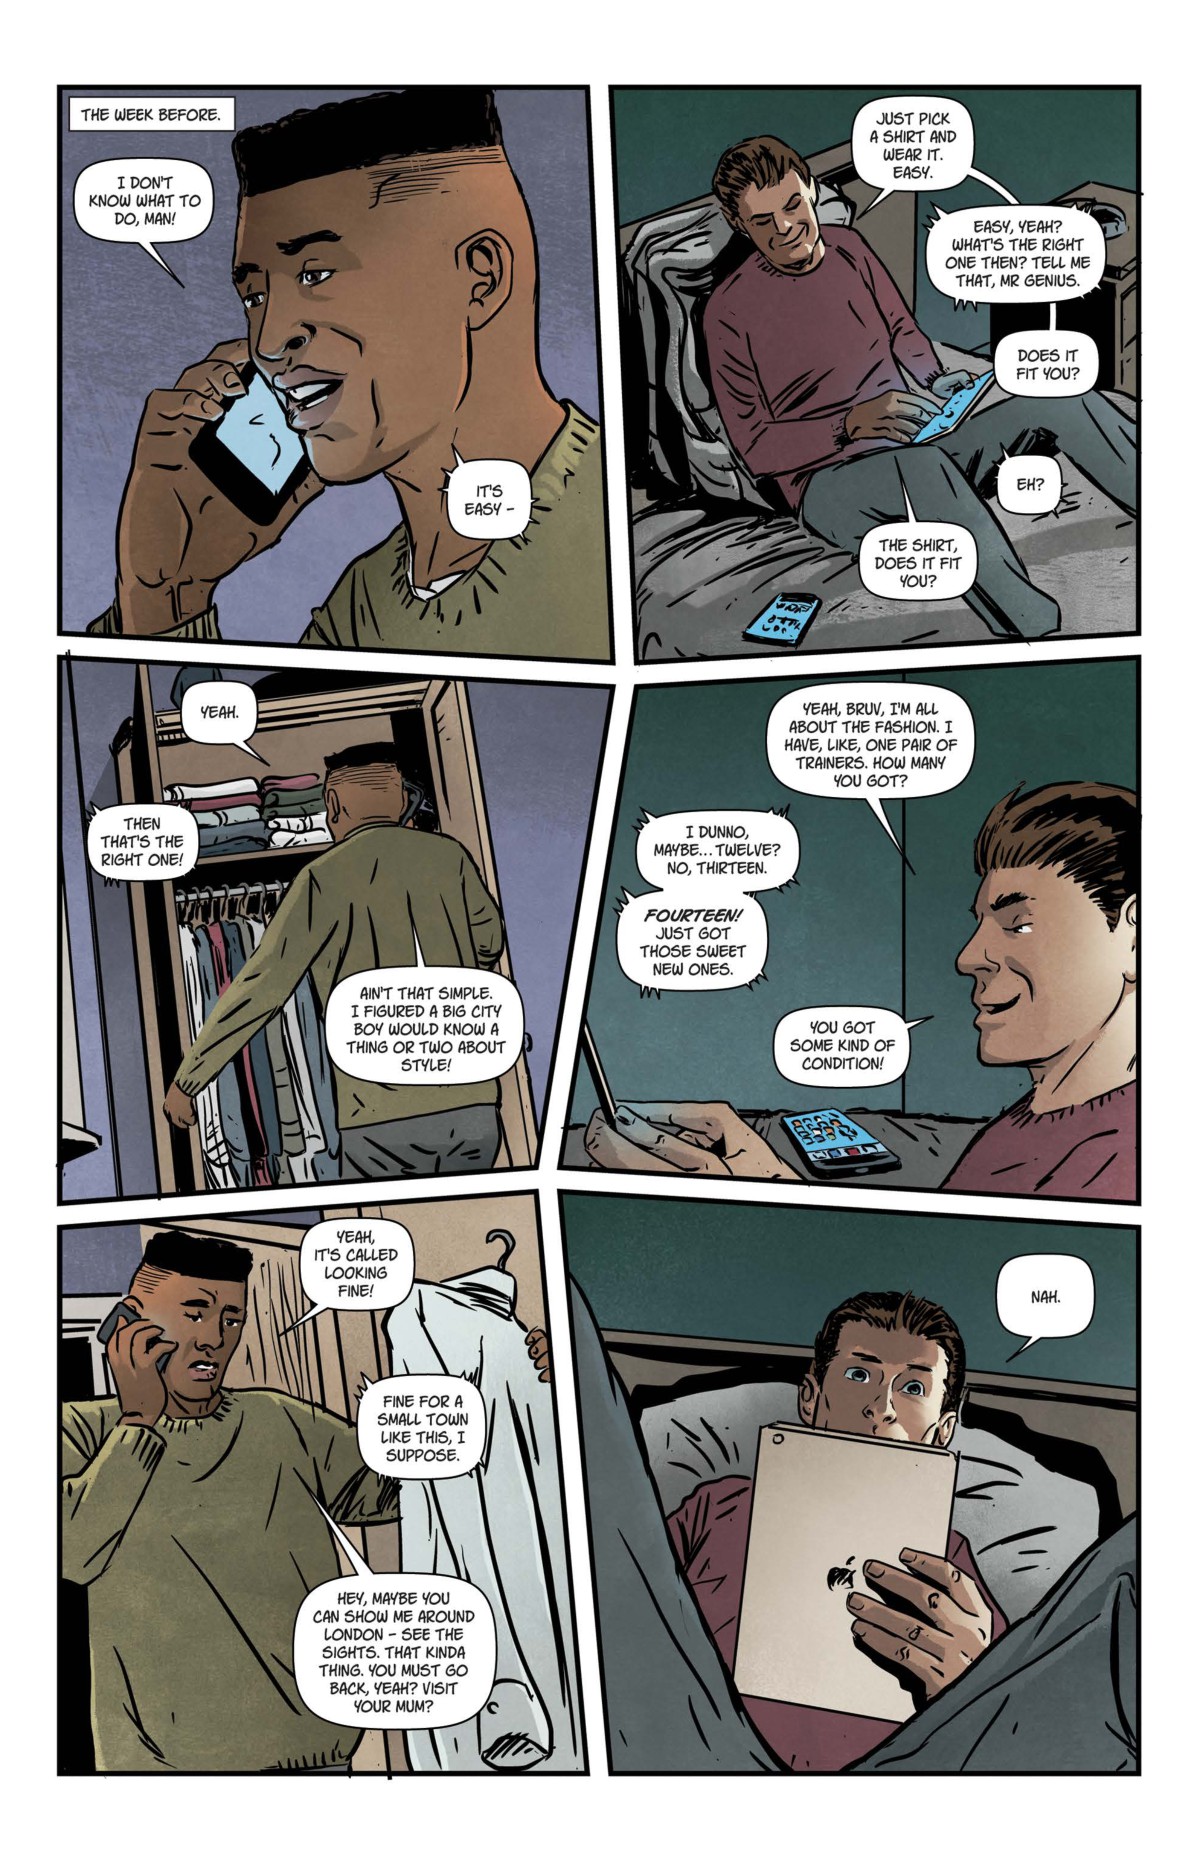 THE WEEK BEFORE.
I DON'T
KNOW WHAT TO
DO, MAN!
IT'S
EASY –
JUST PICK
A SHIRT AND
WEAR IT.
EASY.
EASY, YEAH?
WHAT'S THE RIGHT
ONE THEN? TELL ME
THAT, MR GENIUS.
DOES IT
FIT YOU?
EH?
THE SHIRT,
DOES IT FIT
YOU?
YEAH.
THEN
THAT'S THE
RIGHT ONE!
AIN'T THAT SIMPLE.
I FIGURED A BIG CITY
BOY WOULD KNOW A
THING OR TWO ABOUT
STYLE!
YEAH, BRUV, I'M ALL
ABOUT THE FASHION. I
HAVE, LIKE, ONE PAIR OF
TRAINERS. HOW MANY
YOU GOT?
I DUNNO,
MAYBE...TWELVE?
NO, THIRTEEN.
FOURTEEN!
JUST GOT
THOSE SWEET
NEW ONES.
YOU GOT
SOME KIND OF
CONDITION!
YEAH,
IT'S CALLED
LOOKING
FINE!
FINE FOR A
SMALL TOWN
LIKE THIS, I
SUPPOSE.
HEY, MAYBE YOU
CAN SHOW ME AROUND
LONDON – SEE THE
SIGHTS. THAT KINDA
THING. YOU MUST GO
BACK, YEAH? VISIT
YOUR MUM?
NAH.